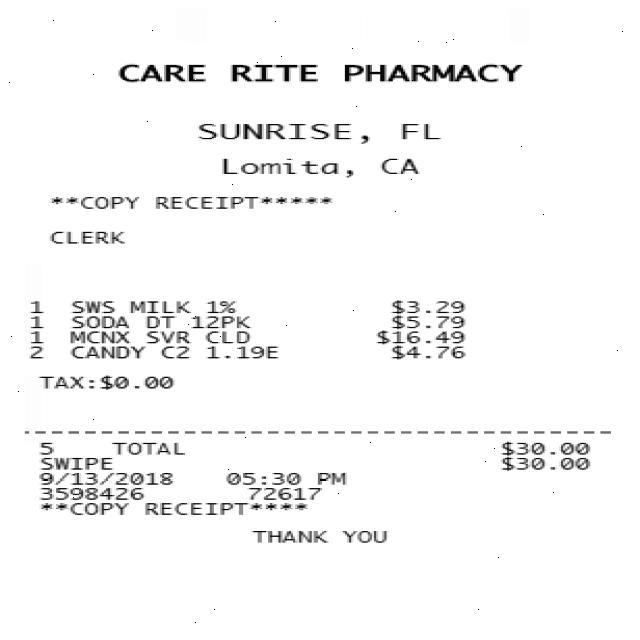 CARE RITE PHARMACY
SUNRISE, FL
Lomita, CA
**COPY RECEIPT*****
CLERK
1 SWS MILK 1% $3.29
1 SODA DT 12PK $5.79
1 MCNX SVR CLD $16.49
2 CANDY C2 1.19E $4.76
TAX:$0.00
5 TOTAL $30.00
SWIPE $30.00
9/13/2018 05:30 PM
3598426 72617
**COPY RECEIPT****
THANK YOU